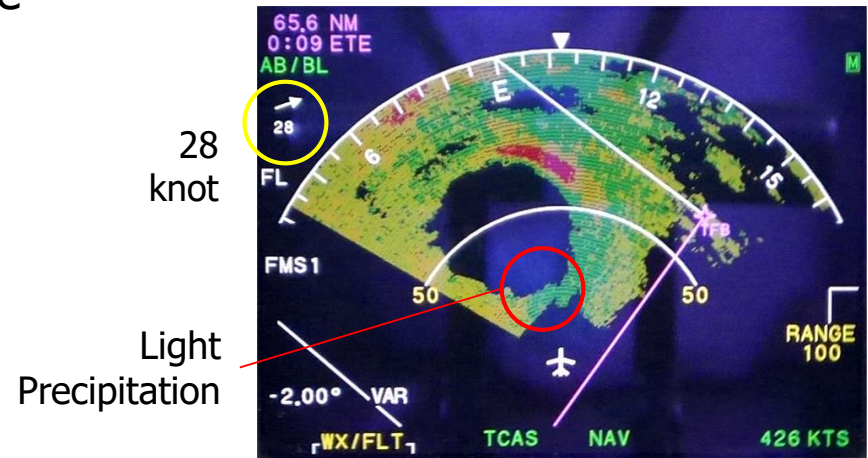 65.6 NM
0:09 ETE
AB/BL
M
28
28
knot
FL
E
12
6
15
TFB
FMS1
50
50
RANGE
100
Light
Precipitation
-2.00° VAR
WX/FLT
TCAS
NAV
426 KTS